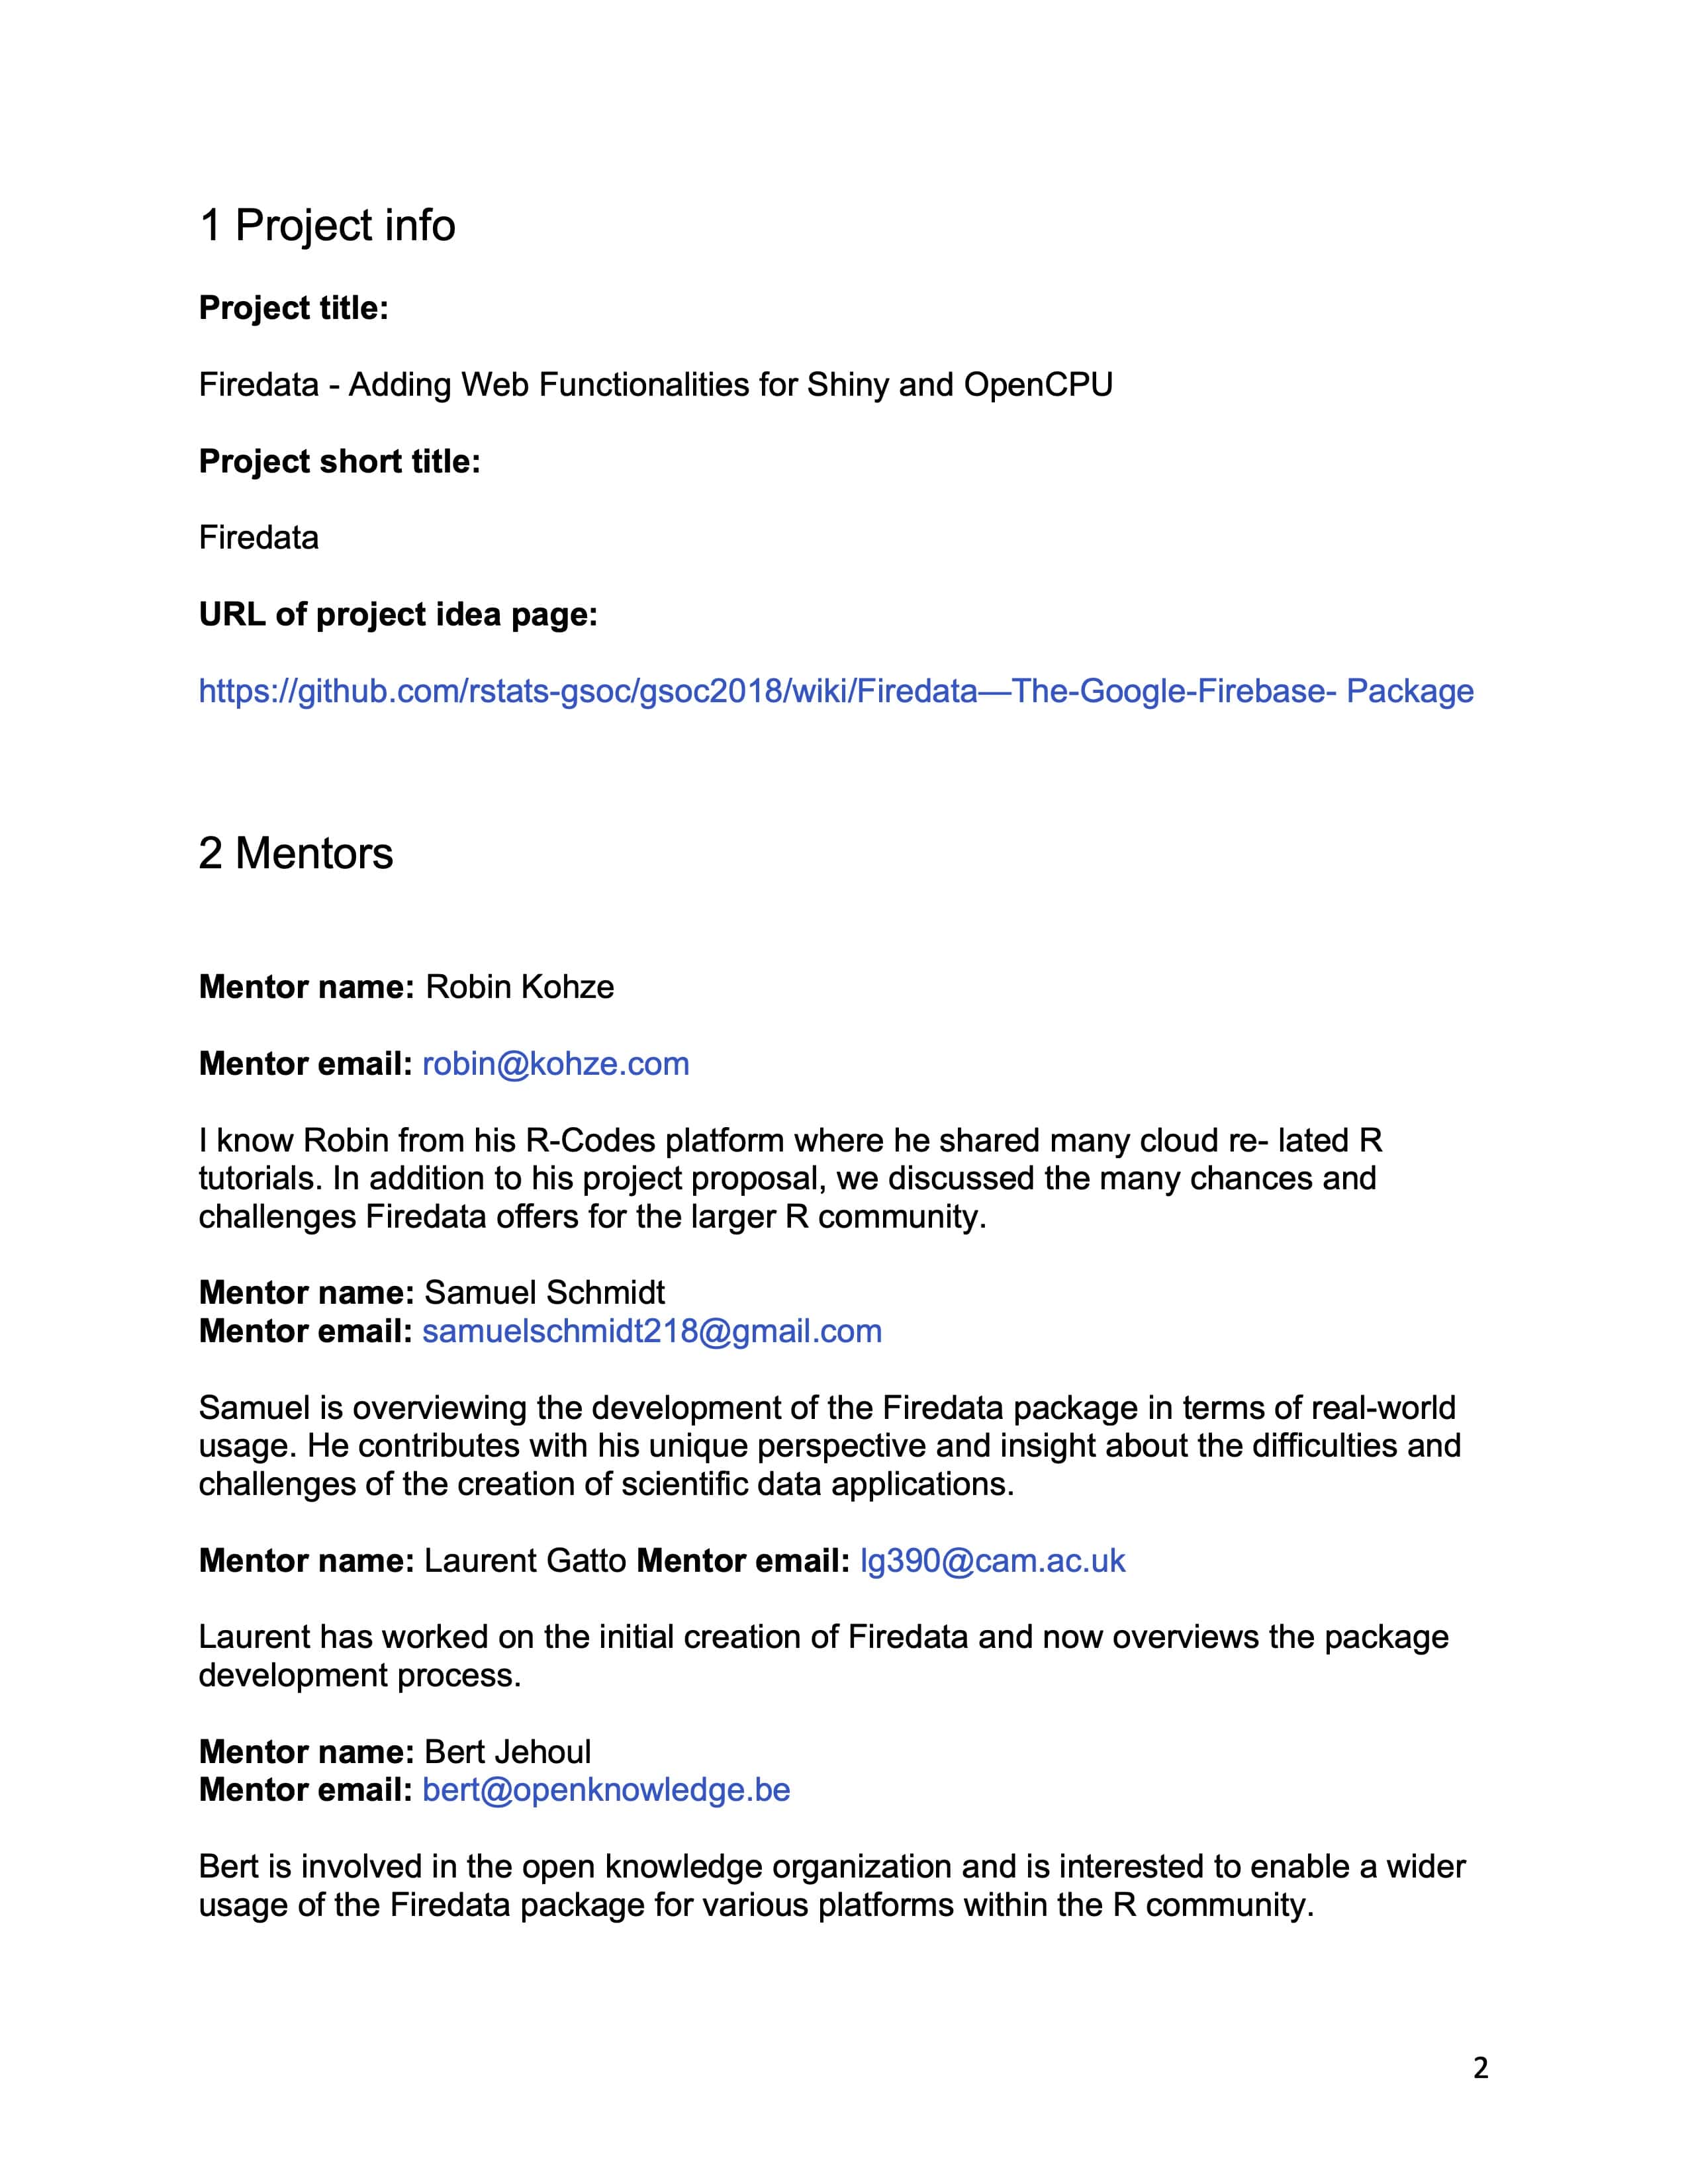 1 Project info
Project title:
Firedata - Adding Web Functionalities for Shiny and OpenCPU
Project short title:
Firedata
URL of project idea page:
https://github.com/rstats-gsoc/gsoc2018/wiki/Firedata—The-Google-Firebase- Package
2 Mentors
Mentor name: Robin Kohze
Mentor email: robin@kohze.com
I know Robin from his R-Codes platform where he shared many cloud re- lated R
tutorials. In addition to his project proposal, we discussed the many chances and
challenges Firedata offers for the larger R community.
Mentor name: Samuel Schmidt
Mentor email: samuelschmidt218@gmail.com
Samuel is overviewing the development of the Firedata package in terms of real-world
usage. He contributes with his unique perspective and insight about the difficulties and
challenges of the creation of scientific data applications.
Mentor name: Laurent Gatto Mentor email: lg390@cam.ac.uk
Laurent has worked on the initial creation of Firedata and now overviews the package
development process.
Mentor name: Bert Jehoul
Mentor email: bert@openknowledge.be
Bert is involved in the open knowledge organization and is interested to enable a wider
usage of the Firedata package for various platforms within the R community.
2